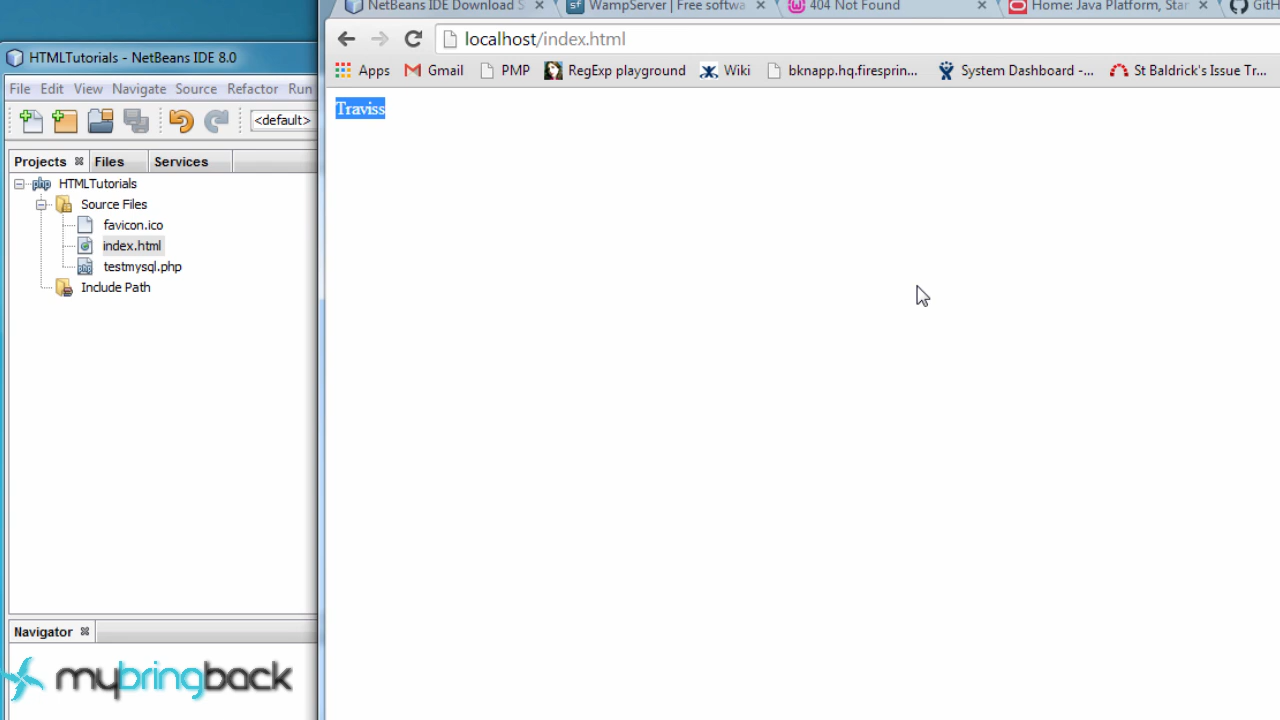 NetBeans IDE Download S
WampServer | Free softwa
404 Not Found
Home: Java Platform, Star
GitH
localhost/index.html
Apps
Gmail
PMP
RegExp playground
Wiki
bknapp.hq.firesprin...
System Dashboard -...
St Baldrick's Issue Tr...
Traviss
HTMLTutorials - NetBeans IDE 8.0
File Edit View Navigate Source Refactor Run
<default>
Projects Files Services
php HTMLTutorials
Source Files
favicon.ico
index.html
php testmysql.php
Include Path
Navigator
mybringback